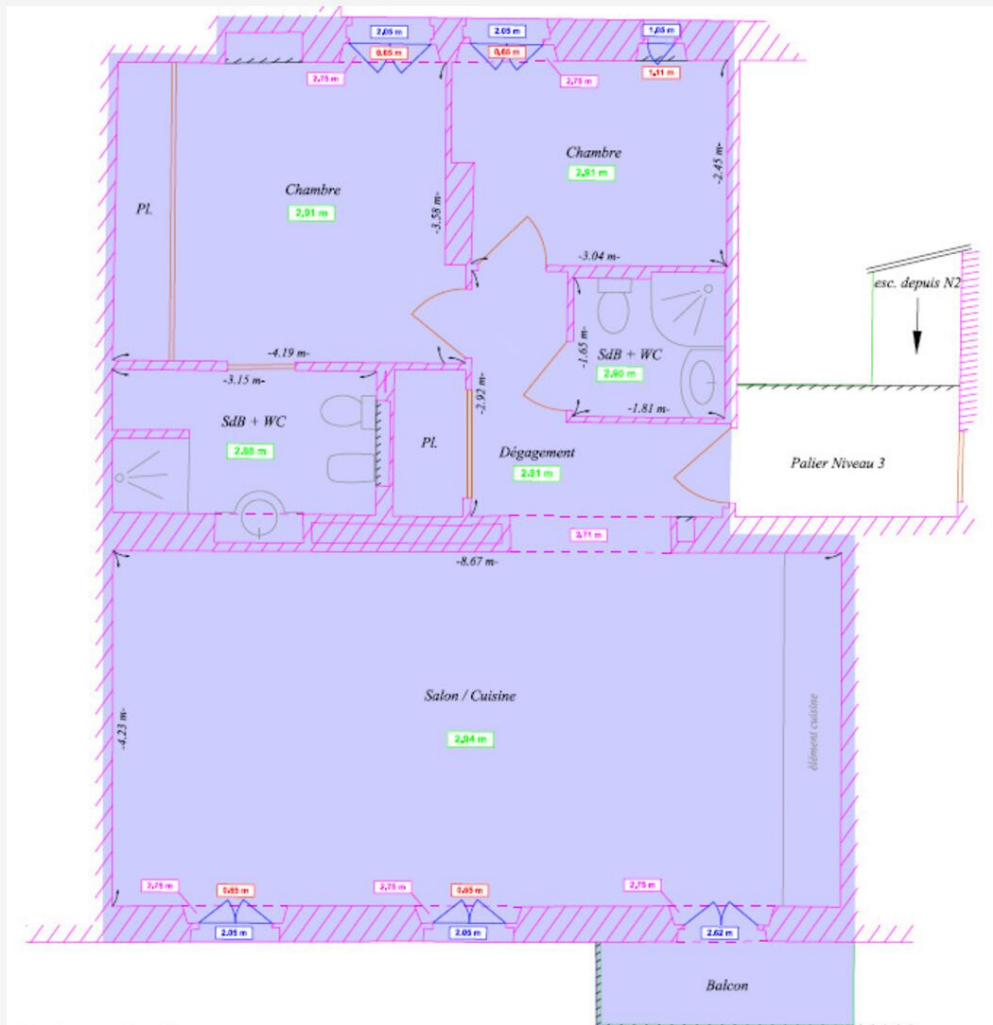 2,05 m
2.05 m
1,05 m
0,65 m
0,65 m
1,11 m
2,75 m
2,75 m
Chambre
2,91 m
-2.45 m-
Chambre
2,91 m
Pl.
-3.58 m-
-3.04 m-
esc. depuis N2
-4.19 m-
-1.65 m-
SdB + WC
2.90 m
-3.15 m-
-2.92 m-
-1.81 m-
SdB + WC
Pl.
Dégagement
2.91 m
Palier Niveau 3
2,71 m
-8.67 m-
Salon / Cuisine
-4.23 m-
2,94 m
élément cuisine
2,75 m
0,65 m
2,75 m
0,65 m
2,75 m
2.05 m
2.05 m
2.62 m
Balcon